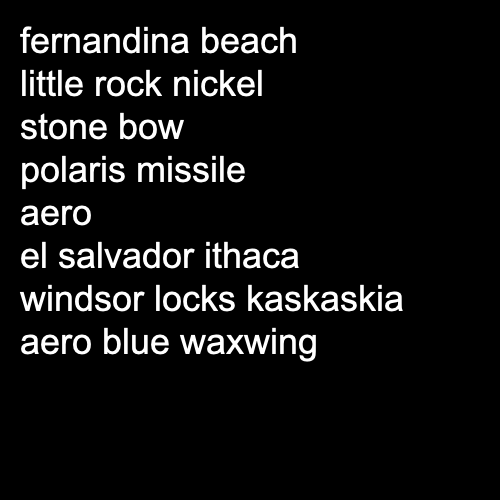 fernandina beach
little rock nickel
stone bow
polaris missile
aero
el salvador ithaca
windsor locks kaskaskia
aero blue waxwing